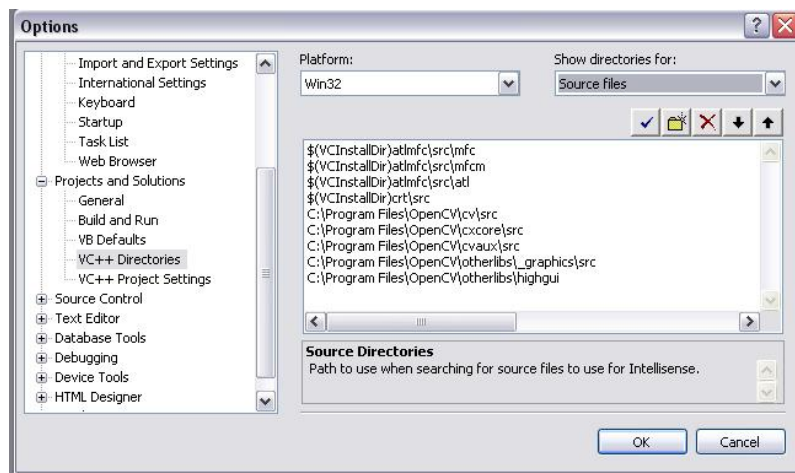 Options
Import and Export Settings
International Settings
Keyboard
Startup
Task List
Web Browser
Projects and Solutions
General
Build and Run
VB Defaults
VC++ Directories
VC++ Project Settings
Source Control
Text Editor
Database Tools
Debugging
Device Tools
HTML Designer
Platform:
Win32
Show directories for:
Source files
$(VCInstallDir)atlmfc\src\mfc
$(VCInstallDir)atlmfc\src\mfcm
$(VCInstallDir)atlmfc\src\atl
$(VCInstallDir)crt\src
C:\Program Files\OpenCV\cv\src
C:\Program Files\OpenCV\cxcore\src
C:\Program Files\OpenCV\cvaux\src
C:\Program Files\OpenCV\otherlibs\_graphics\src
C:\Program Files\OpenCV\otherlibs\highgui
Source Directories
Path to use when searching for source files to use for Intellisense.
OK
Cancel